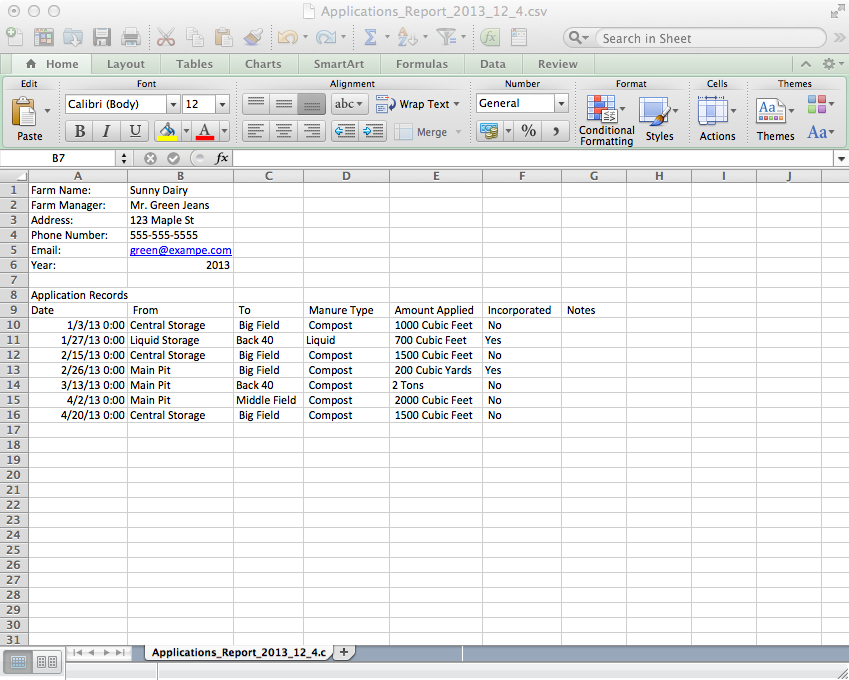 Applications_Report_2013_12_4.csv
Search in Sheet
Home Layout Tables Charts SmartArt Formulas Data Review
Edit Font Alignment Number Format Cells Themes
Calibri (Body) 12 abc Wrap Text General
Paste B I U A Merge % , Conditional Formatting Styles Actions Aa Themes Aa
B7 fx
A B C D E F G H I J
1 Farm Name: Sunny Dairy
2 Farm Manager: Mr. Green Jeans
3 Address: 123 Maple St
4 Phone Number: 555-555-5555
5 Email: green@exampe.com
6 Year: 2013
7
8 Application Records
9 Date From To Manure Type Amount Applied Incorporated Notes
10 1/3/13 0:00 Central Storage Big Field Compost 1000 Cubic Feet No
11 1/27/13 0:00 Liquid Storage Back 40 Liquid 700 Cubic Feet Yes
12 2/15/13 0:00 Central Storage Big Field Compost 1500 Cubic Feet No
13 2/26/13 0:00 Main Pit Big Field Compost 200 Cubic Yards Yes
14 3/13/13 0:00 Main Pit Back 40 Compost 2 Tons No
15 4/2/13 0:00 Main Pit Middle Field Compost 2000 Cubic Feet No
16 4/20/13 0:00 Central Storage Big Field Compost 1500 Cubic Feet No
17
18
19
20
21
22
23
24
25
26
27
28
29
30
31
Applications_Report_2013_12_4.c